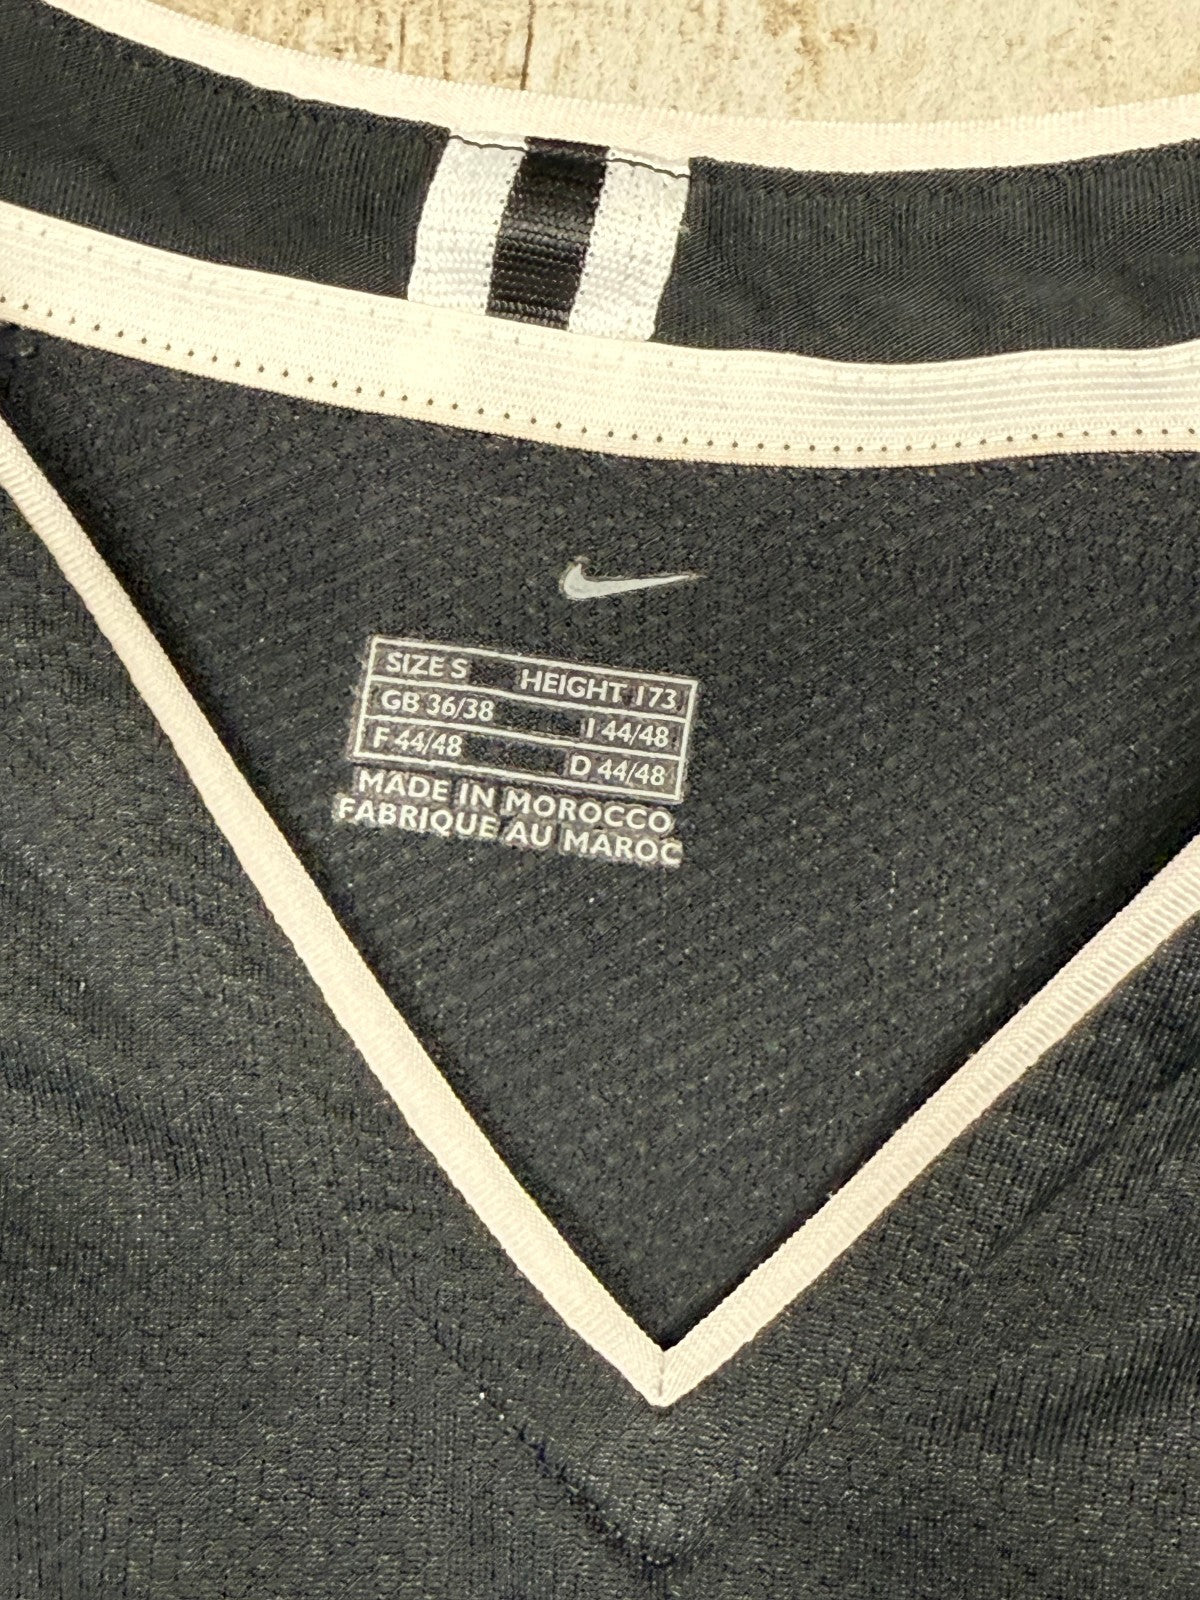 SIZE S HEIGHT 173
GB 36/38 I 44/48
F 44/48 D 44/48
MADE IN MOROCCO
FABRIQUE AU MAROC